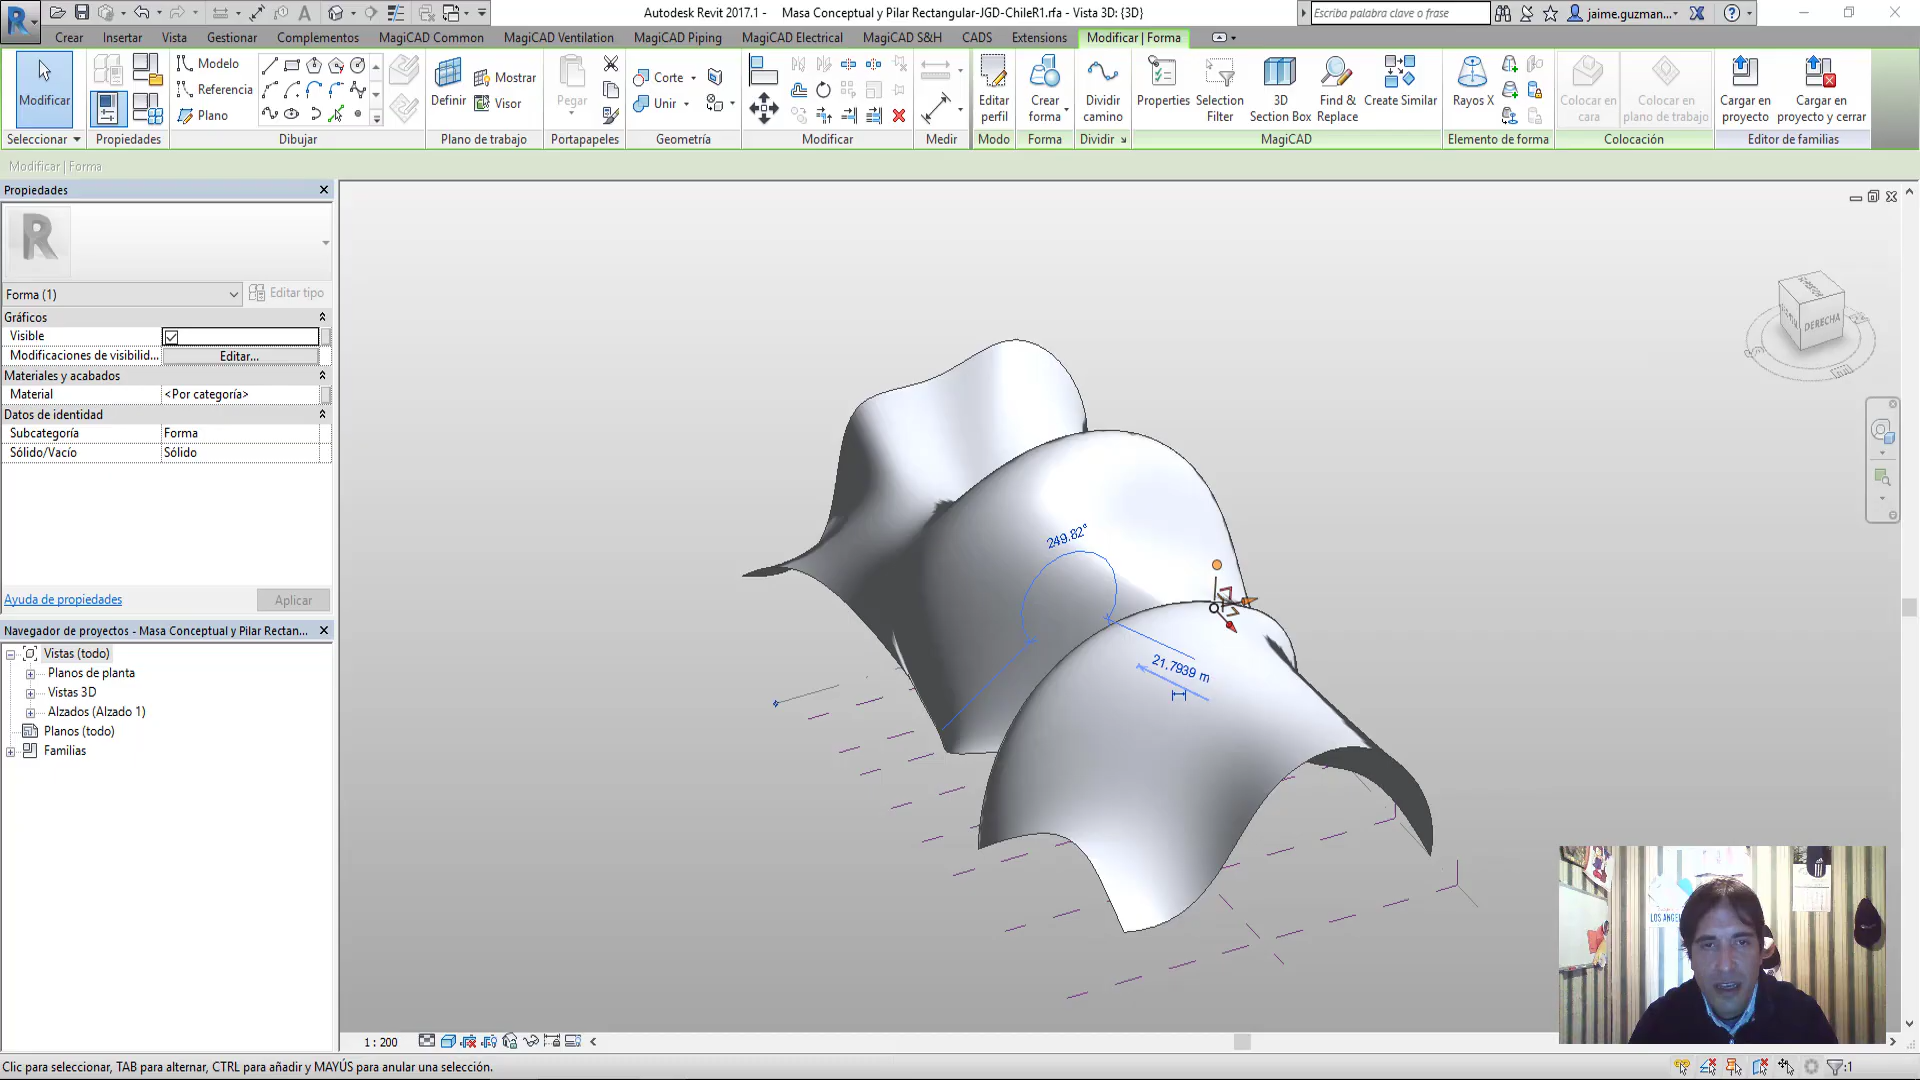 Autodesk Revit 2017.1 - Masa Conceptual y Pilar Rectangular-JGD-ChileR1.rfa - Vista 3D: {3D}
Escriba palabra clave o frase
jaime.guzman...
Crear Insertar Vista Gestionar Complementos MagiCAD Common MagiCAD Ventilation MagiCAD Piping MagiCAD Electrical MagiCAD S&H CADS Extensions Modificar | Forma
Modificar
Modelo
Referencia
Plano
Definir
Mostrar
Visor
Pegar
Corte
Unir
Editar perfil
Crear forma
Dividir camino
Properties
Selection Filter
3D Section Box
Find & Replace
Create Similar
Rayos X
Colocar en cara
Colocar en plano de trabajo
Cargar en proyecto
Cargar en proyecto y cerrar
Seleccionar Propiedades Dibujar Plano de trabajo Portapapeles Geometría Modificar Medir Modo Forma Dividir MagiCAD Elemento de forma Colocación Editor de familias
Modificar | Forma
Propiedades
R
Forma (1)
Editar tipo
Gráficos
Visible
Modificaciones de visibilid... Editar...
Materiales y acabados
Material <Por categoría>
Datos de identidad
Subcategoría Forma
Sólido/Vacío Sólido
Ayuda de propiedades
Aplicar
Navegador de proyectos - Masa Conceptual y Pilar Rectan...
Vistas (todo)
Planos de planta
Vistas 3D
Alzados (Alzado 1)
Planos (todo)
Familias
249.82°
21.7939 m
DERECHA
LOS ANGEL
1 : 200
Clic para seleccionar, TAB para alternar, CTRL para añadir y MAYÚS para anular una selección.
:1